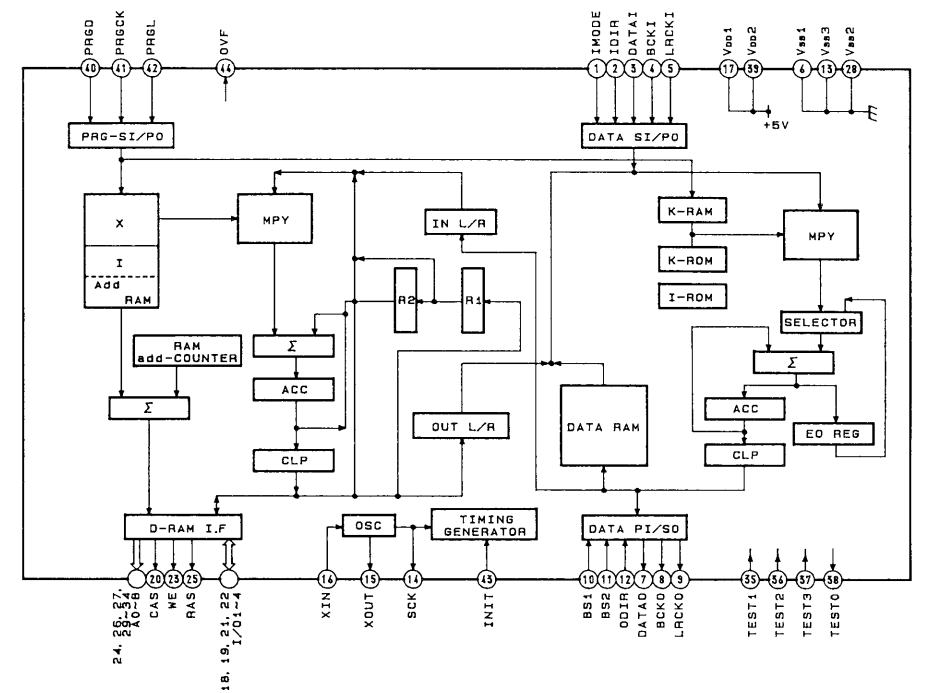 PRGD
PRGCK
PRGL
OVF
IMODE
IDIR
DATAI
BCKI
LRCKI
VDD1
VDD2
VSS1
VSS3
VSS2
40
41
42
44
1
2
3
4
5
17
39
6
13
28
+5V
PRG-SI/PO
DATA SI/PO
X
I
Add
RAM
MPY
IN L/R
K-RAM
MPY
K-ROM
I-ROM
R2
R1
SELECTOR
RAM
add-COUNTER
Σ
Σ
ACC
Σ
OUT L/R
DATA RAM
ACC
EO REG
CLP
CLP
D-RAM I.F
OSC
TIMING
GENERATOR
DATA PI/SO
20
23
25
16
15
14
43
10
11
12
7
8
9
35
36
37
38
24, 26, 27,
29~34
A0~8
CAS
WE
RAS
18, 19, 21, 22
I/O1~4
XIN
XOUT
SCK
INIT
BS1
BS2
ODIR
DATAO
BCKO
LRCKO
TEST1
TEST2
TEST3
TEST0